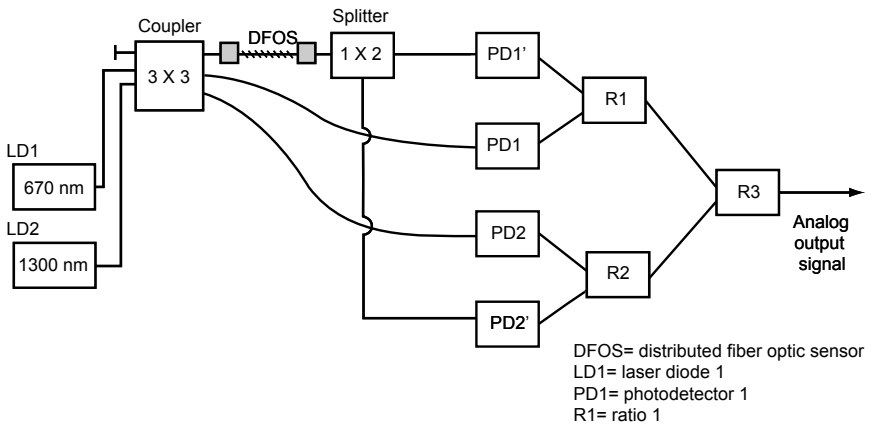 Coupler
DFOS
Splitter
3 X 3
1 X 2
PD1'
R1
PD1
LD1
670 nm
R3
LD2
1300 nm
PD2
Analog
output
signal
R2
PD2'
DFOS= distributed fiber optic sensor
LD1= laser diode 1
PD1= photodetector 1
R1= ratio 1